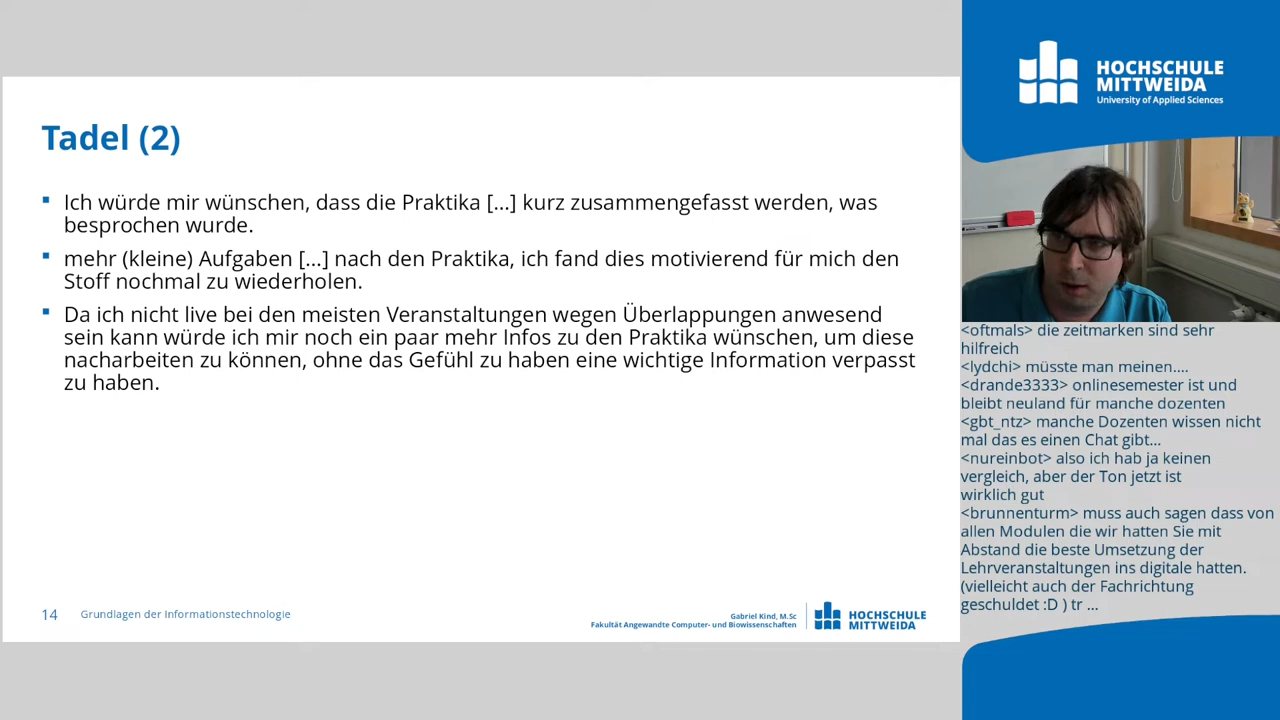 Tadel (2)
Ich würde mir wünschen, dass die Praktika [...] kurz zusammengefasst werden, was
besprochen wurde.
mehr (kleine) Aufgaben [...] nach den Praktika, ich fand dies motivierend für mich den
Stoff nochmal zu wiederholen.
Da ich nicht live bei den meisten Veranstaltungen wegen Überlappungen anwesend
sein kann würde ich mir noch ein paar mehr Infos zu den Praktika wünschen, um diese
nacharbeiten zu können, ohne das Gefühl zu haben eine wichtige Information verpasst
zu haben.
14 Grundlagen der Informationstechnologie
Gabriel Kind, M.Sc
Fakultät Angewandte Computer- und Biowissenschaften
HOCHSCHULE
MITTWEIDA
HOCHSCHULE
MITTWEIDA
University of Applied Sciences
<oftmals> die zeitmarken sind sehr
hilfreich
<lydchi> müsste man meinen....
<drande3333> onlinesemester ist und
bleibt neuland für manche dozenten
<gbt_ntz> manche Dozenten wissen nicht
mal das es einen Chat gibt...
<nureinbot> also ich hab ja keinen
vergleich, aber der Ton jetzt ist
wirklich gut
<brunnenturm> muss auch sagen dass von
allen Modulen die wir hatten Sie mit
Abstand die beste Umsetzung der
Lehrveranstaltungen ins digitale hatten.
(vielleicht auch der Fachrichtung
geschuldet :D ) tr ...